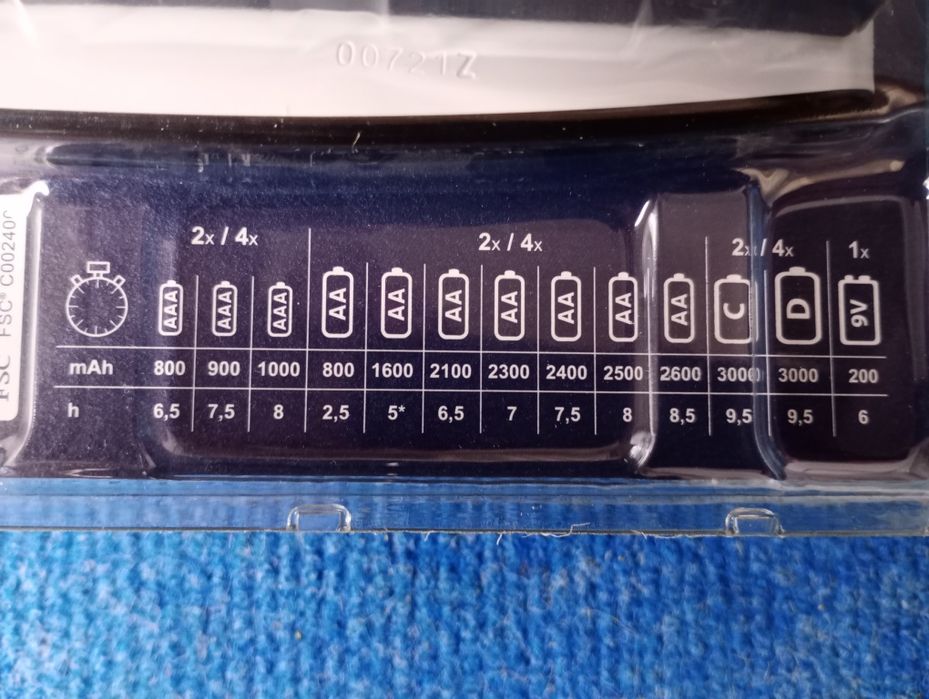 00721Z
FSC FSC® C002400
2x / 4x 2x / 4x 2x / 4x 1x
AAA AAA AAA AA AA AA AA AA AA AA C D 9V
mAh 800 900 1000 800 1600 2100 2300 2400 2500 2600 3000 3000 200
h 6,5 7,5 8 2,5 5* 6,5 7 7,5 8 8,5 9,5 9,5 6